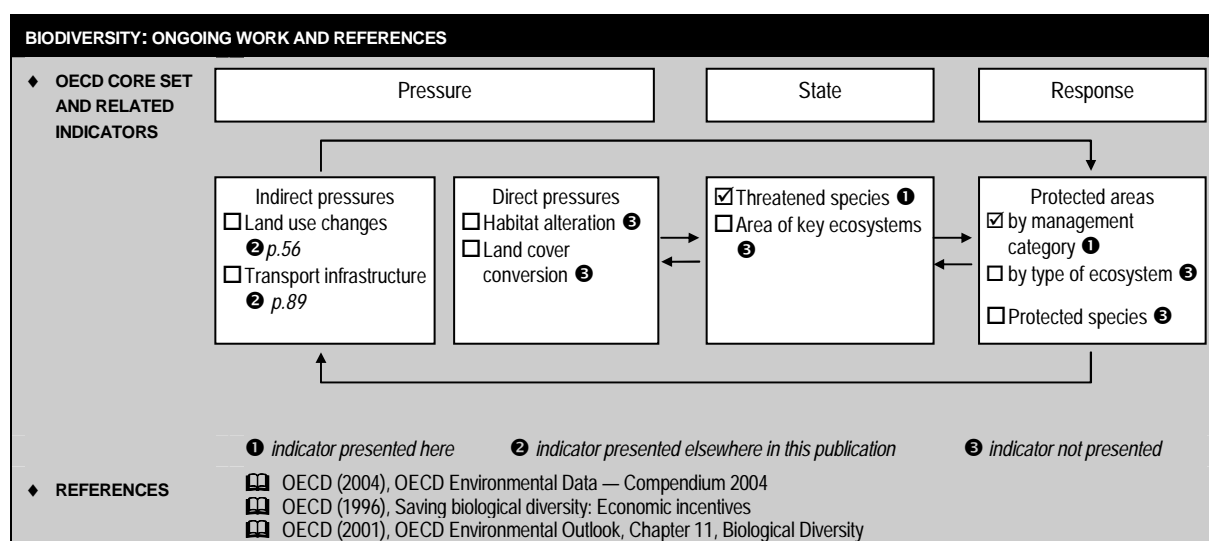 BIODIVERSITY: ONGOING WORK AND REFERENCES
♦ OECD CORE SET
AND RELATED
INDICATORS
Pressure
State
Response
Indirect pressures
☐ Land use changes
❷ p.56
☐ Transport infrastructure
❷ p.89
Direct pressures
☐ Habitat alteration ❸
☐ Land cover
conversion ❸
☑ Threatened species ❶
☐ Area of key ecosystems
❸
Protected areas
☑ by management
category ❶
☐ by type of ecosystem ❸
☐ Protected species ❸
❶ indicator presented here ❷ indicator presented elsewhere in this publication ❸ indicator not presented
♦ REFERENCES
🕮 OECD (2004), OECD Environmental Data — Compendium 2004
🕮 OECD (1996), Saving biological diversity: Economic incentives
🕮 OECD (2001), OECD Environmental Outlook, Chapter 11, Biological Diversity